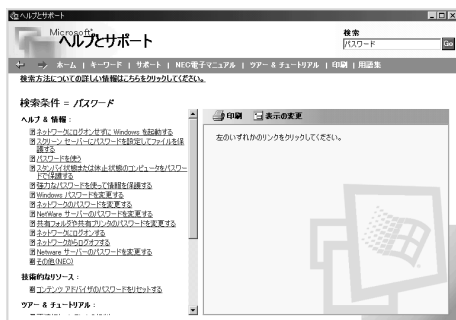 ヘルプとサポート
Microsoft®
ヘルプとサポート
検索
パスワード
Go
ホーム | キーワード | サポート | NEC電子マニュアル | ツアー & チュートリアル | 印刷 | 用語集
検索方法についての詳しい情報はこちらをクリックしてください。
検索条件 = パスワード
ヘルプ & 情報 :
ネットワークにログオンせずに Windows を起動する
スクリーン セーバーにパスワードを設定してファイルを保
護する
パスワードを使う
スタンバイ状態または休止状態のコンピュータをパスワー
ドで保護する
強力なパスワードを使って情報を保護する
Windows パスワードを変更する
ネットワークのパスワードを変更する
NetWare サーバーのパスワードを変更する
共有フォルダや共有プリンタのパスワードを変更する
ネットワークにログオンする
ネットワークからログオフする
Netware サーバーのパスワードを変更する
その他(NEC)
技術的なリソース :
コンテンツ アドバイザのパスワードをリセットする
ツアー & チュートリアル :
印刷 表示の変更
左のいずれかのリンクをクリックしてください。